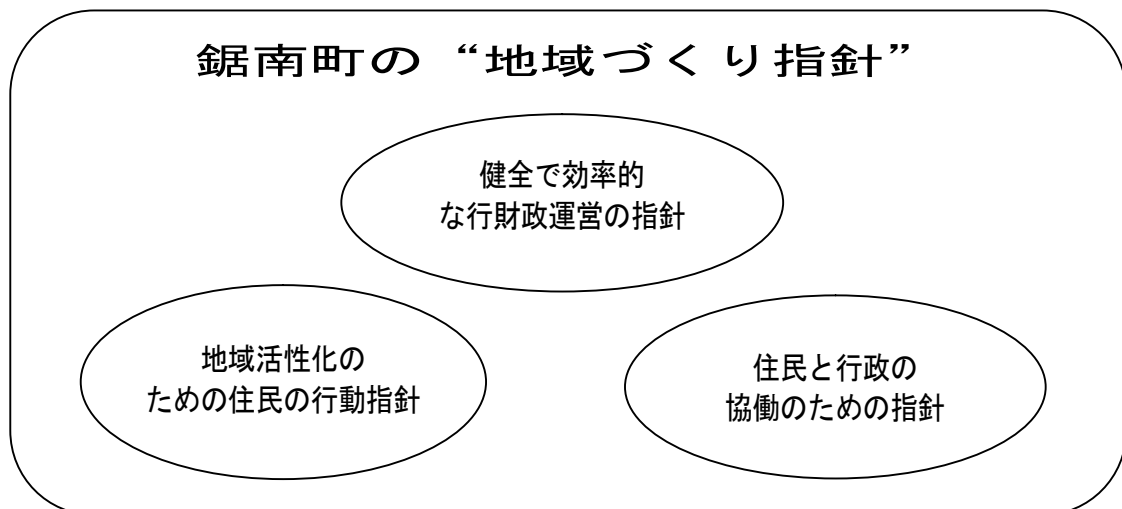 鋸南町の“地域づくり指針”
健全で効率的
な行財政運営の指針
地域活性化の
ための住民の行動指針
住民と行政の
協働のための指針